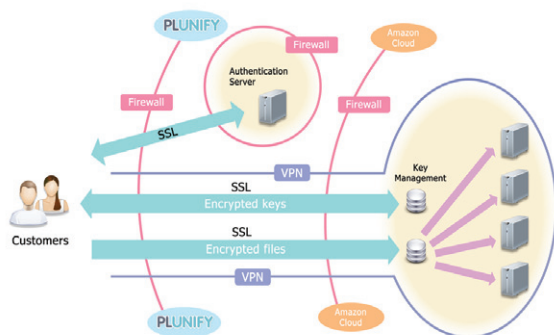 PLUNIFY
Firewall
Amazon
Cloud
Authentication
Server
Firewall
Firewall
SSL
VPN
Key
Management
SSL
Encrypted keys
Customers
SSL
Encrypted files
VPN
PLUNIFY
Amazon
Cloud